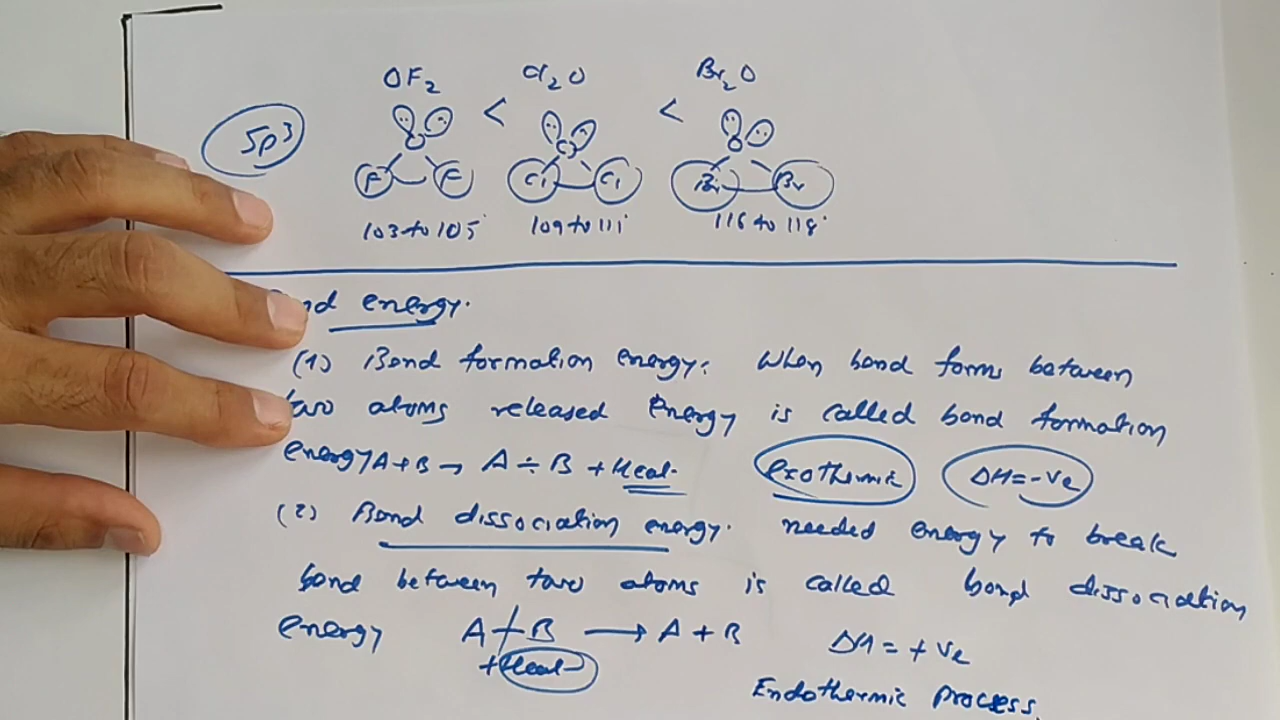 OF2 < Cl2O < Br2O
Sp3
O O O
F F Cl Cl Br Br
103 to 105° 109 to 111° 116 to 118°
nd energy.
(1) Bond formation energy: When bond forms between
two atoms released Energy is called bond formation
energy A+B → A÷B + Heat. exothermic ΔH=-ve
(2) Bond dissociation energy. needed energy to break
bond between two atoms is called bond dissociation
energy A+B → A+B ΔH=+ve
+Heat
Endothermic process.